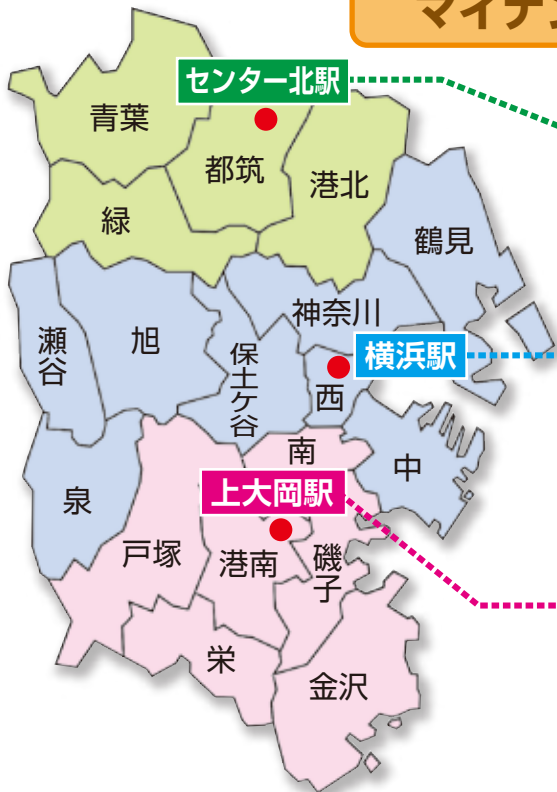 マイナン
センター北駅
青葉
都筑
港北
緑
鶴見
神奈川
瀬谷
旭
保土ケ谷
横浜駅
西
南
中
泉
上大岡駅
戸塚
港南
磯子
栄
金沢